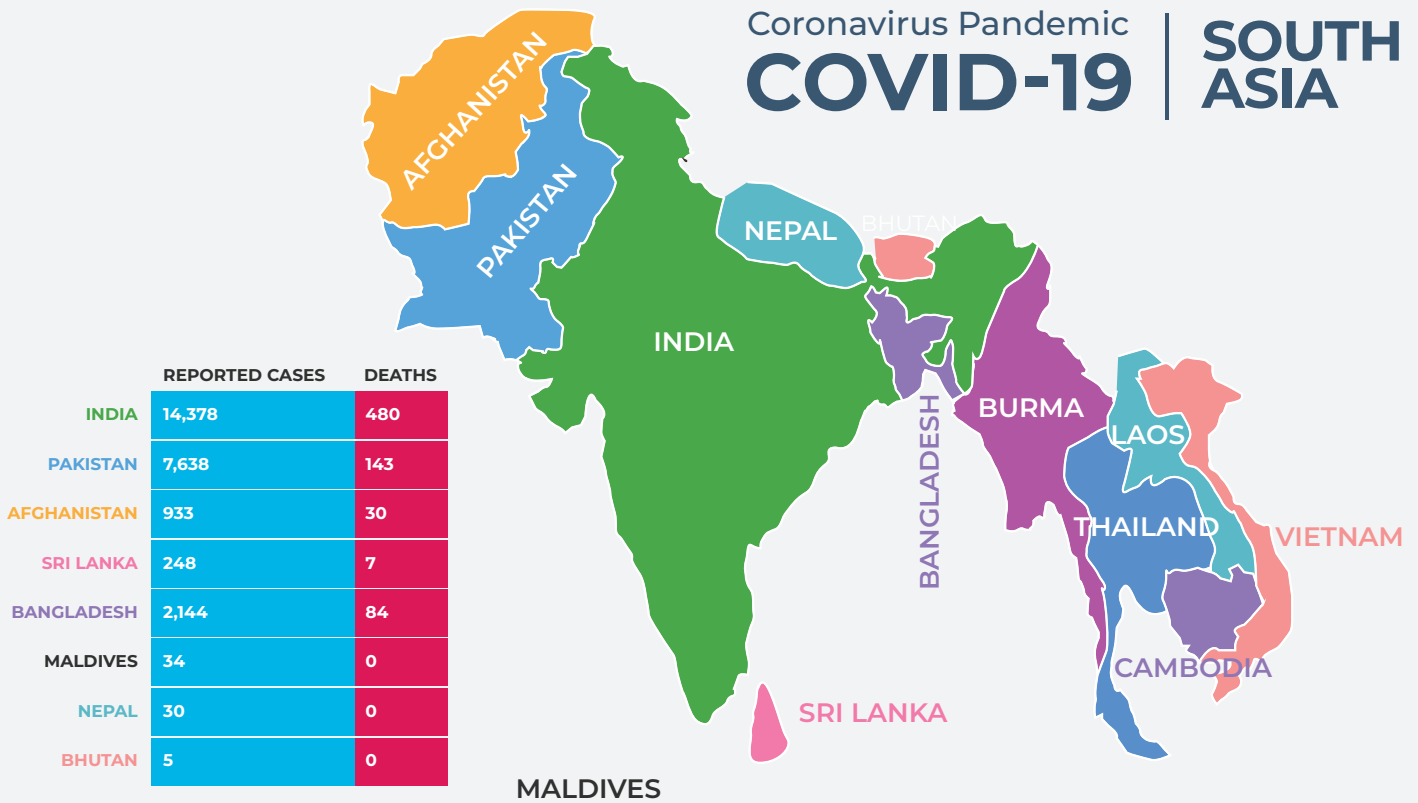 Coronavirus Pandemic
COVID-19
SOUTH
ASIA
AFGHANISTAN
PAKISTAN
NEPAL
BHUTAN
INDIA
BANGLADESH
BURMA
LAOS
THAILAND
VIETNAM
CAMBODIA
SRI LANKA
MALDIVES
REPORTED CASES DEATHS
INDIA 14,378 480
PAKISTAN 7,638 143
AFGHANISTAN 933 30
SRI LANKA 248 7
BANGLADESH 2,144 84
MALDIVES 34 0
NEPAL 30 0
BHUTAN 5 0